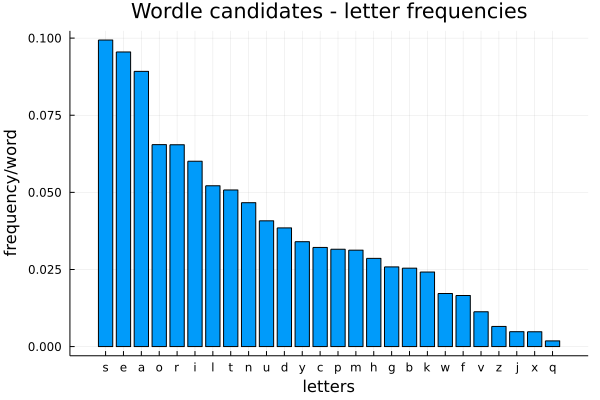 Wordle candidates - letter frequencies
0.100
0.075
0.050
0.025
0.000
frequency/word
s e a o r i l t n u d y c p m h g b k w f v z j x q
letters